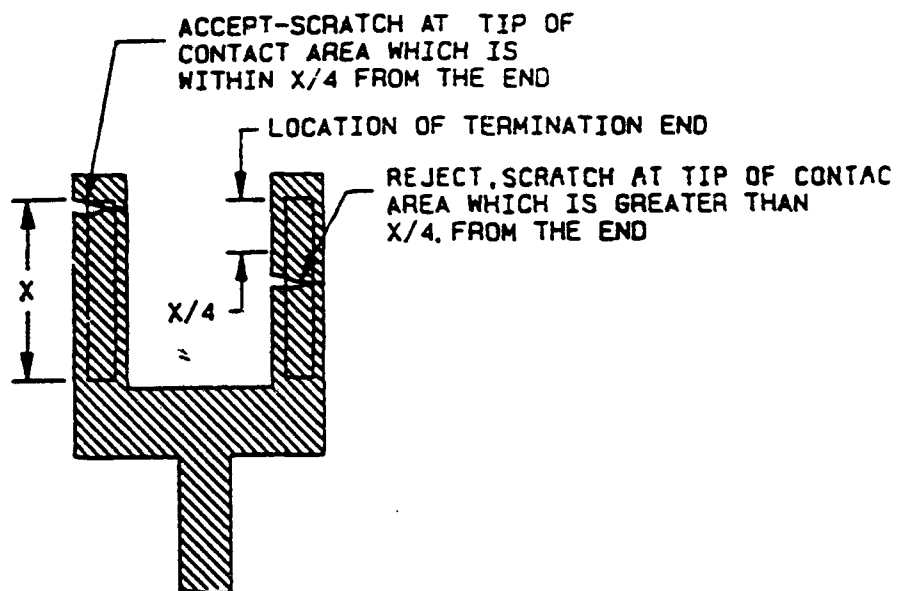 ACCEPT-SCRATCH AT TIP OF
CONTACT AREA WHICH IS
WITHIN X/4 FROM THE END
LOCATION OF TERMINATION END
REJECT, SCRATCH AT TIP OF CONTAC
AREA WHICH IS GREATER THAN
X/4, FROM THE END
X
X/4